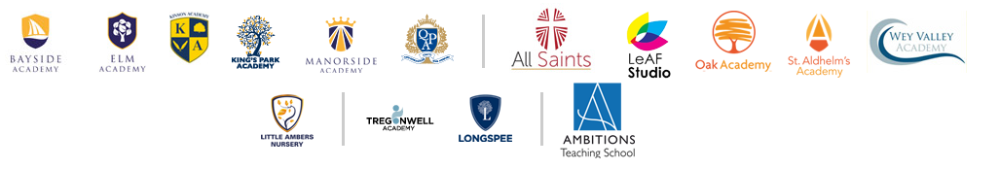 BAYSIDE
ACADEMY
ELM
ACADEMY
KINSON ACADEMY
K
A
KING'S PARK
ACADEMY
MANORSIDE
ACADEMY
QPA
All Saints
LeAF
Studio
Oak Academy
St. Aldhelm's
Academy
WEY VALLEY
ACADEMY
LITTLE AMBERS
NURSERY
TREGONWELL
ACADEMY
L
LONGSPEE
AMBITIONS
Teaching School